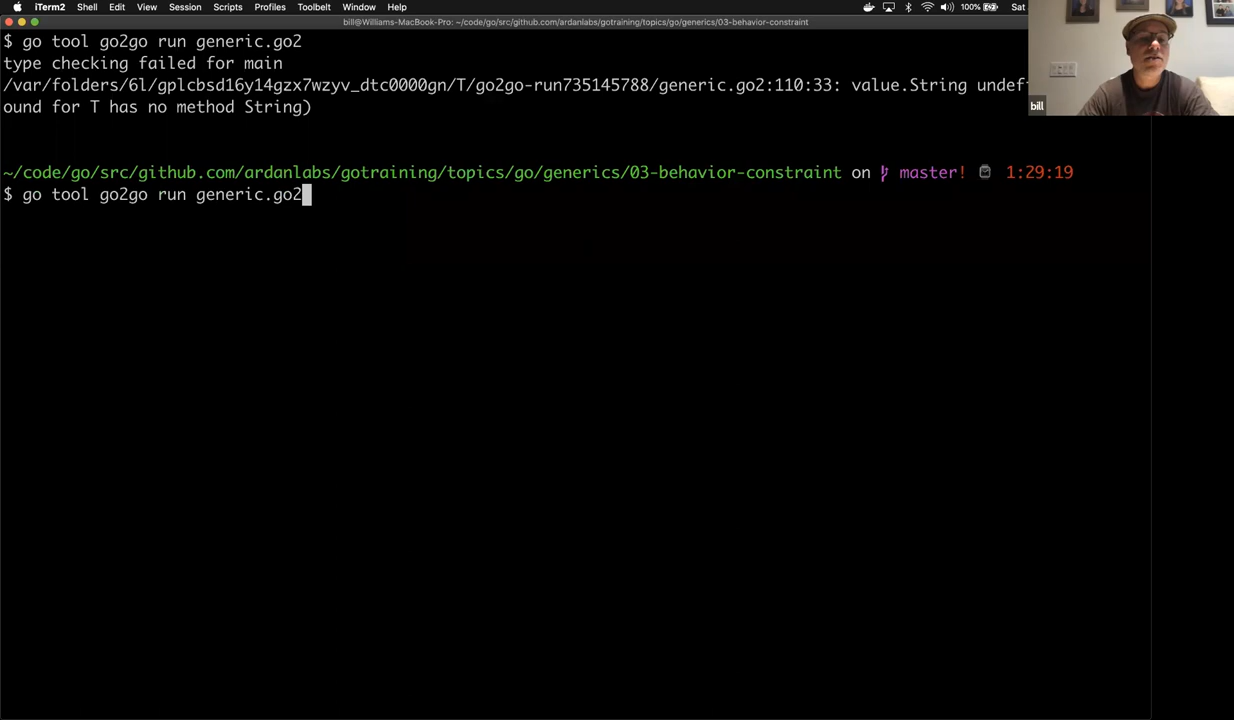 iTerm2 Shell Edit View Session Scripts Profiles Toolbelt Window Help 100% Sat
bill@Williams-MacBook-Pro: ~/code/go/src/github.com/ardanlabs/gotraining/topics/go/generics/03-behavior-constraint
$ go tool go2go run generic.go2
type checking failed for main
/var/folders/6l/gplcbsd16y14gzx7wzyv_dtc0000gn/T/go2go-run735145788/generic.go2:110:33: value.String undef
ound for T has no method String)
bill
~/code/go/src/github.com/ardanlabs/gotraining/topics/go/generics/03-behavior-constraint on master! 1:29:19
$ go tool go2go run generic.go2